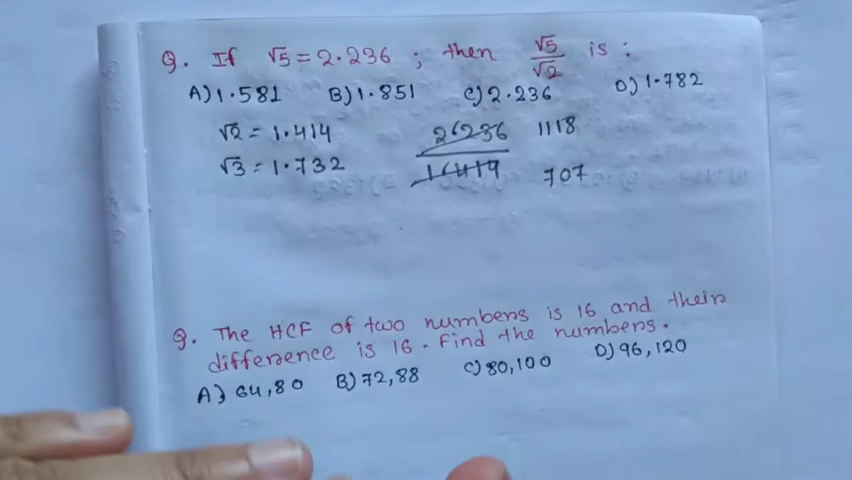 Q. If √5 = 2.236 ; then √5/√2 is :
A) 1.581 B) 1.851 C) 2.236 D) 1.782
√2 = 1.414 2.236 1118
√3 = 1.732 1.414 707
Q. The HCF of two numbers is 16 and their
difference is 16. Find the numbers.
A) 64,80 B) 72,88 C) 80,100 D) 96,120